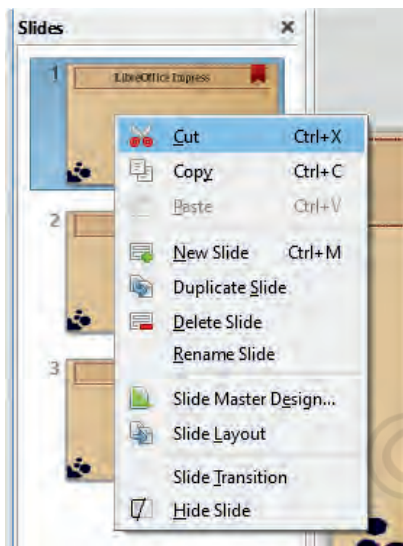 Slides
1
LibreOffice Impress
Cut Ctrl+X
Copy Ctrl+C
Paste Ctrl+V
2
New Slide Ctrl+M
Duplicate Slide
Delete Slide
Rename Slide
3
Slide Master Design...
Slide Layout
Slide Transition
Hide Slide